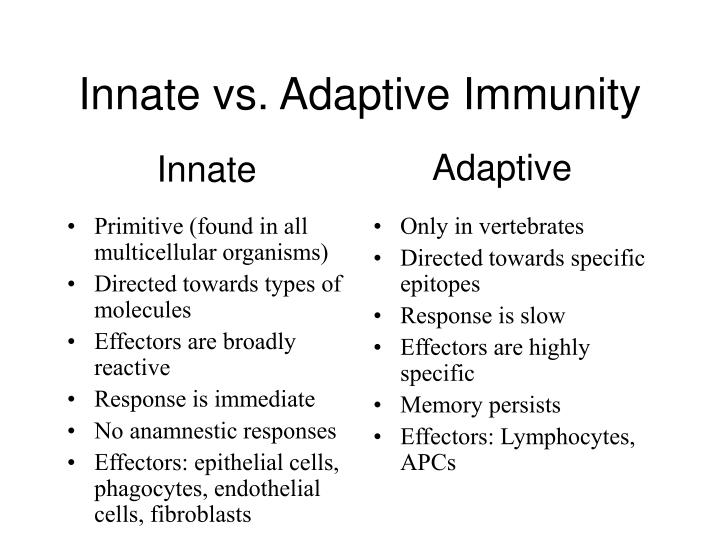 Innate vs. Adaptive Immunity
Innate
• Primitive (found in all
multicellular organisms)
• Directed towards types of
molecules
• Effectors are broadly
reactive
• Response is immediate
• No anamnestic responses
• Effectors: epithelial cells,
phagocytes, endothelial
cells, fibroblasts
Adaptive
• Only in vertebrates
• Directed towards specific
epitopes
• Response is slow
• Effectors are highly
specific
• Memory persists
• Effectors: Lymphocytes,
APCs